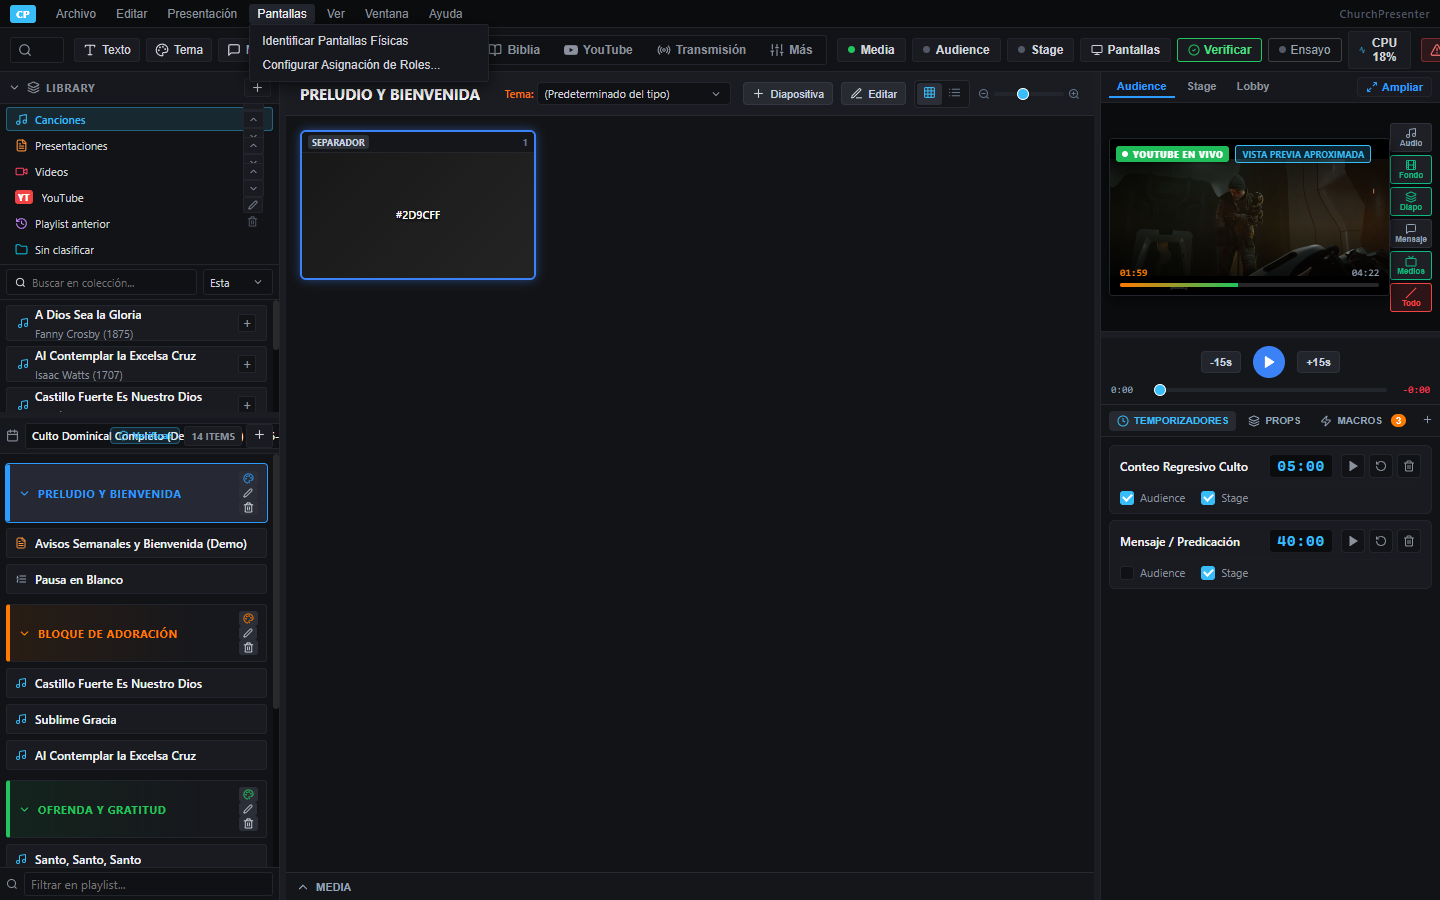 CP Archivo Editar Presentación Pantallas Ver Ventana Ayuda ChurchPresenter
Identificar Pantallas Físicas
Configurar Asignación de Roles...
Texto Tema Biblia YouTube Transmisión Más Media Audience Stage Pantallas Verificar Ensayo CPU 18%
LIBRARY
Canciones
Presentaciones
Videos
YT YouTube
Playlist anterior
Sin clasificar
Buscar en colección... Esta
A Dios Sea la Gloria
Fanny Crosby (1875)
Al Contemplar la Excelsa Cruz
Isaac Watts (1707)
Castillo Fuerte Es Nuestro Dios
Culto Dominical Completo (De 14 ITEMS
PRELUDIO Y BIENVENIDA
Avisos Semanales y Bienvenida (Demo)
Pausa en Blanco
BLOQUE DE ADORACIÓN
Castillo Fuerte Es Nuestro Dios
Sublime Gracia
Al Contemplar la Excelsa Cruz
OFRENDA Y GRATITUD
Santo, Santo, Santo
Filtrar en playlist...
PRELUDIO Y BIENVENIDA Tema: (Predeterminado del tipo) Diapositiva Editar
SEPARADOR 1
#2D9CFF
MEDIA
Audience Stage Lobby Ampliar
YOUTUBE EN VIVO VISTA PREVIA APROXIMADA
01:59 04:22
Audio
Fondo
Diapo
Mensaje
Medios
Todo
-15s +15s
0:00 -0:00
TEMPORIZADORES PROPS MACROS 3
Conteo Regresivo Culto 05:00
Audience Stage
Mensaje / Predicación 40:00
Audience Stage